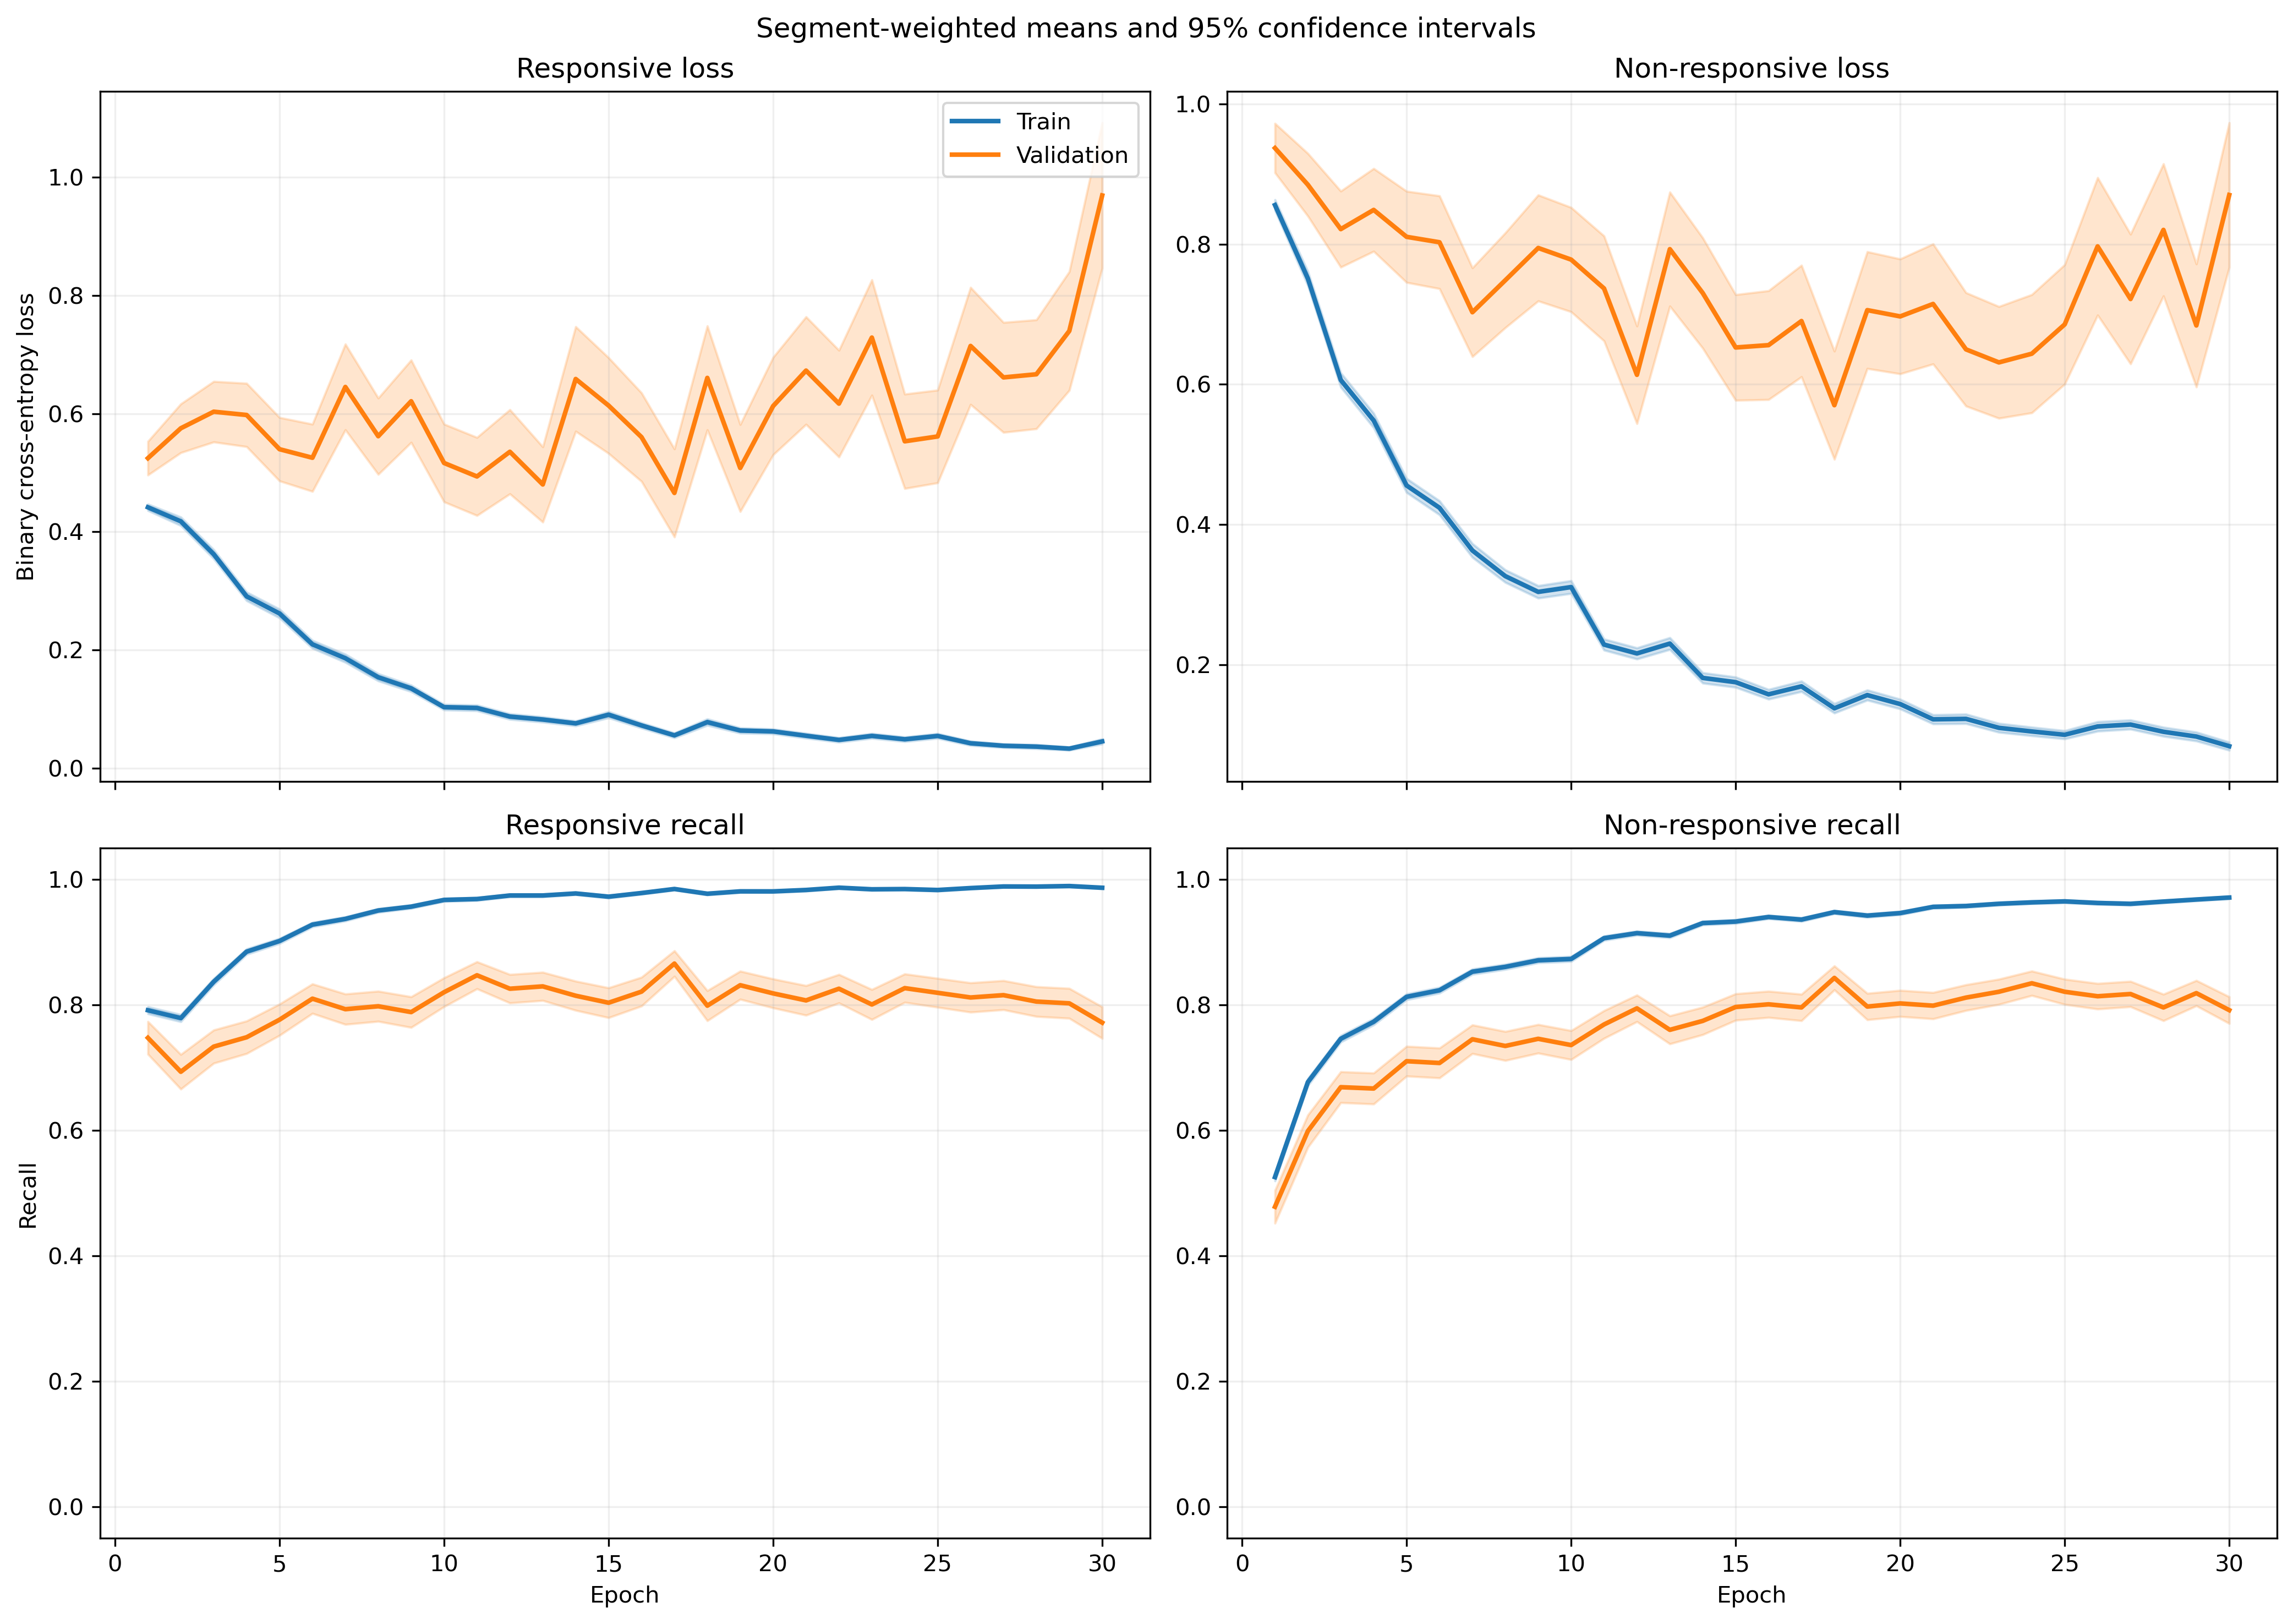 Segment-weighted means and 95% confidence intervals
Responsive loss
Non-responsive loss
Train
Validation
Binary cross-entropy loss
1.0
0.8
0.6
0.4
0.2
0.0
1.0
0.8
0.6
0.4
0.2
Responsive recall
Non-responsive recall
Recall
1.0
0.8
0.6
0.4
0.2
0.0
0 5 10 15 20 25 30
Epoch
1.0
0.8
0.6
0.4
0.2
0.0
0 5 10 15 20 25 30
Epoch